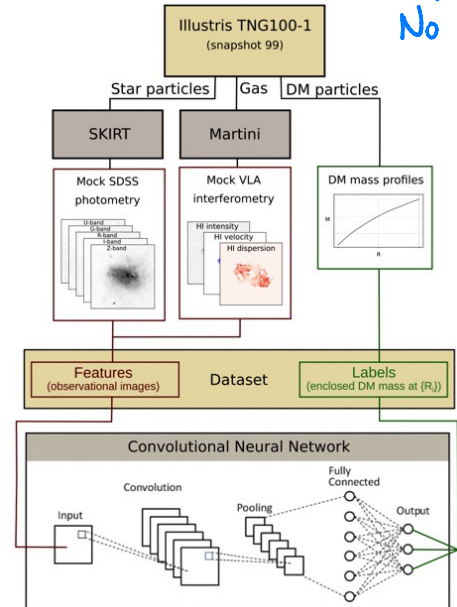 No
Illustris TNG100-1
(snapshot 99)
Star particles
Gas
DM particles
SKIRT
Martini
Mock SDSS
photometry
U-band
G-band
R-band
I-band
Z-band
Mock VLA
interferometry
HI intensity
HI velocity
HI dispersion
DM mass profiles
M
R
Features
(observational images)
Dataset
Labels
(enclosed DM mass at {Rᵢ})
Convolutional Neural Network
Input
Convolution
Pooling
Fully
Connected
Output